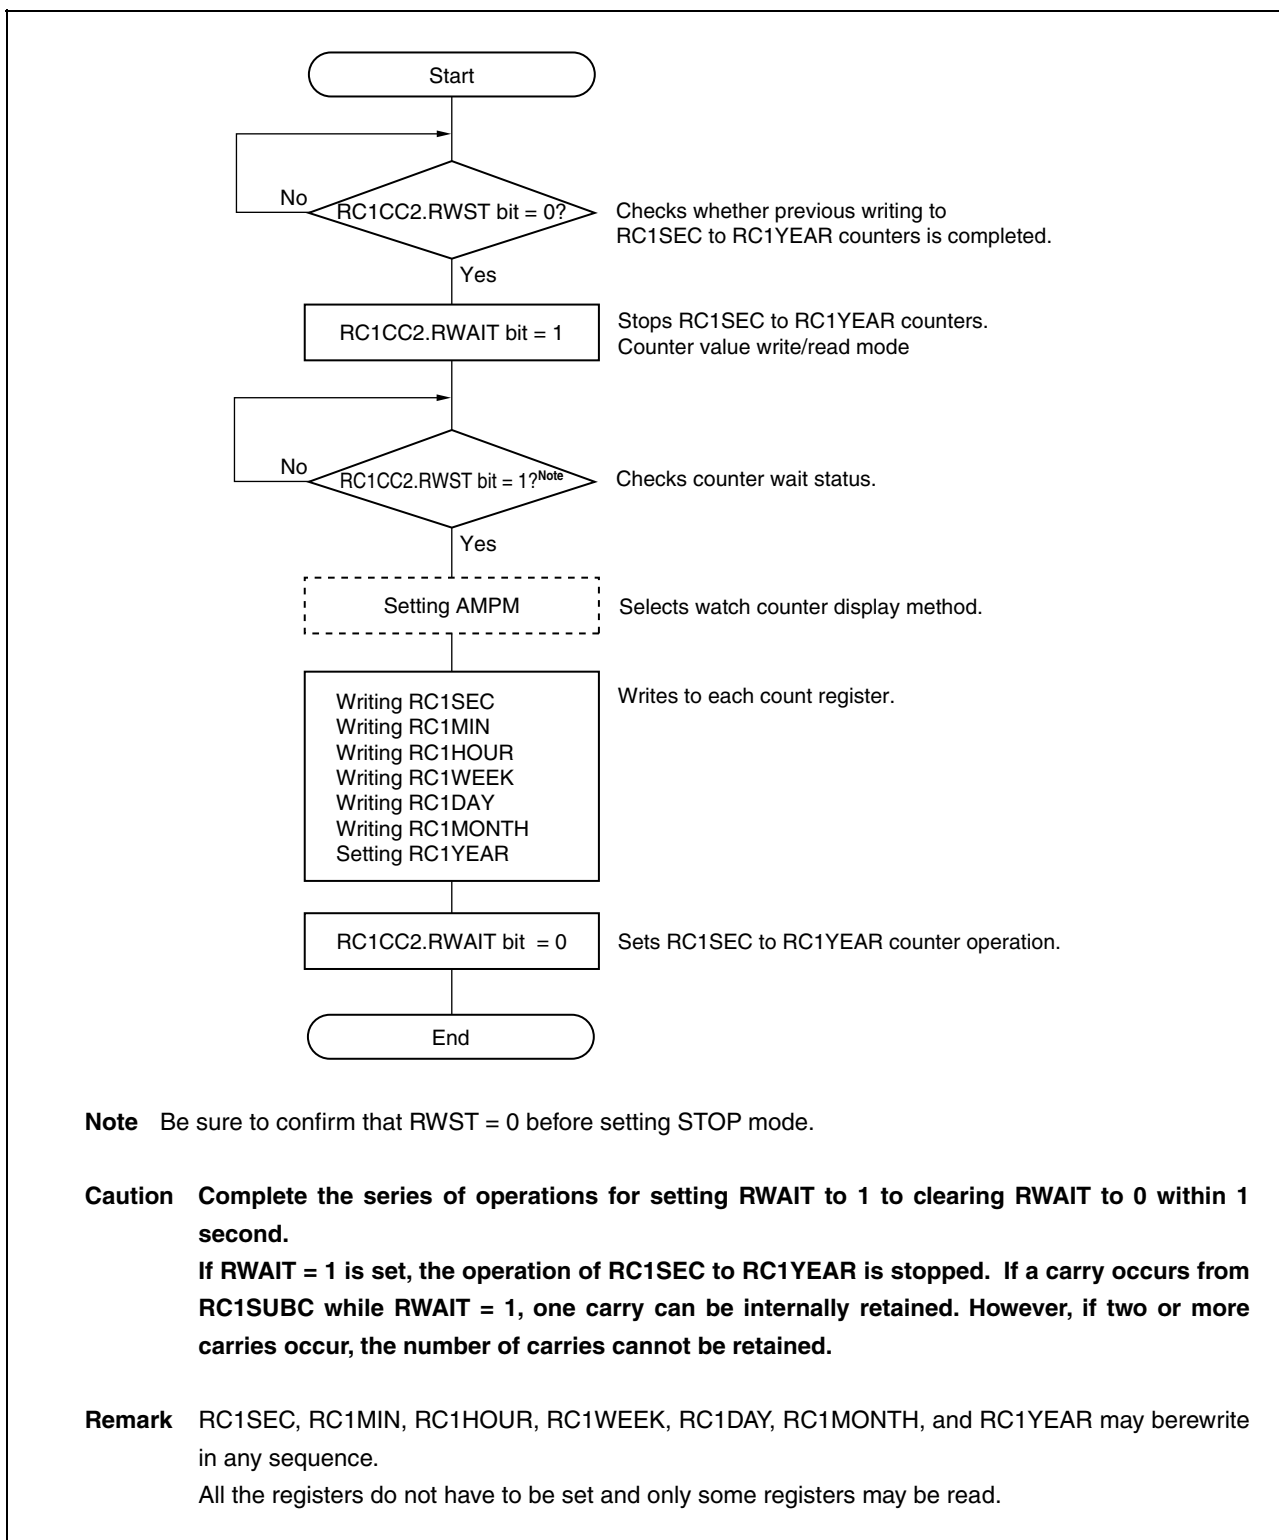 Start
No
RC1CC2.RWST bit = 0?
Checks whether previous writing to
RC1SEC to RC1YEAR counters is completed.
Yes
RC1CC2.RWAIT bit = 1
Stops RC1SEC to RC1YEAR counters.
Counter value write/read mode
No
RC1CC2.RWST bit = 1?Note
Checks counter wait status.
Yes
Setting AMPM
Selects watch counter display method.
Writing RC1SEC
Writing RC1MIN
Writing RC1HOUR
Writing RC1WEEK
Writing RC1DAY
Writing RC1MONTH
Setting RC1YEAR
Writes to each count register.
RC1CC2.RWAIT bit = 0
Sets RC1SEC to RC1YEAR counter operation.
End
Note Be sure to confirm that RWST = 0 before setting STOP mode.
Caution Complete the series of operations for setting RWAIT to 1 to clearing RWAIT to 0 within 1
second.
If RWAIT = 1 is set, the operation of RC1SEC to RC1YEAR is stopped. If a carry occurs from
RC1SUBC while RWAIT = 1, one carry can be internally retained. However, if two or more
carries occur, the number of carries cannot be retained.
Remark RC1SEC, RC1MIN, RC1HOUR, RC1WEEK, RC1DAY, RC1MONTH, and RC1YEAR may berewrite
in any sequence.
All the registers do not have to be set and only some registers may be read.